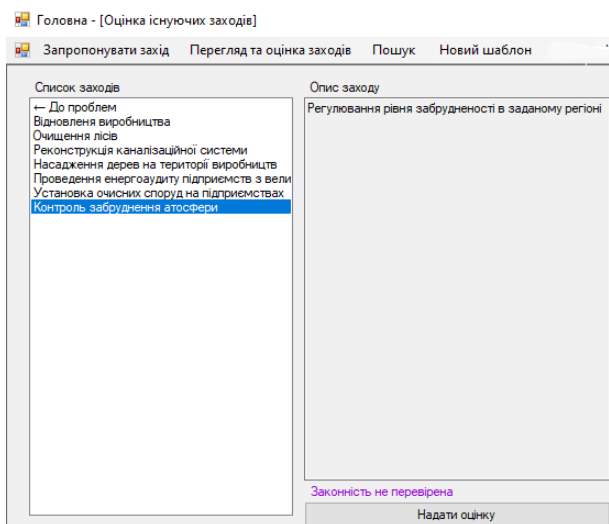 Головна - [Оцінка існуючих заходів]
Запропонувати захід Перегляд та оцінка заходів Пошук Новий шаблон
Список заходів
← До проблем
Відновленя виробництва
Очищення лісів
Реконструкція каналізаційної системи
Насадження дерев на території виробництв
Проведення енергоаудиту підприємств з вели
Установка очисних споруд на підприємствах
Контроль забруднення атосфери
Опис заходу
Регулювання рівня забрудненості в заданому регіоні
Законність не перевірена
Надати оцінку